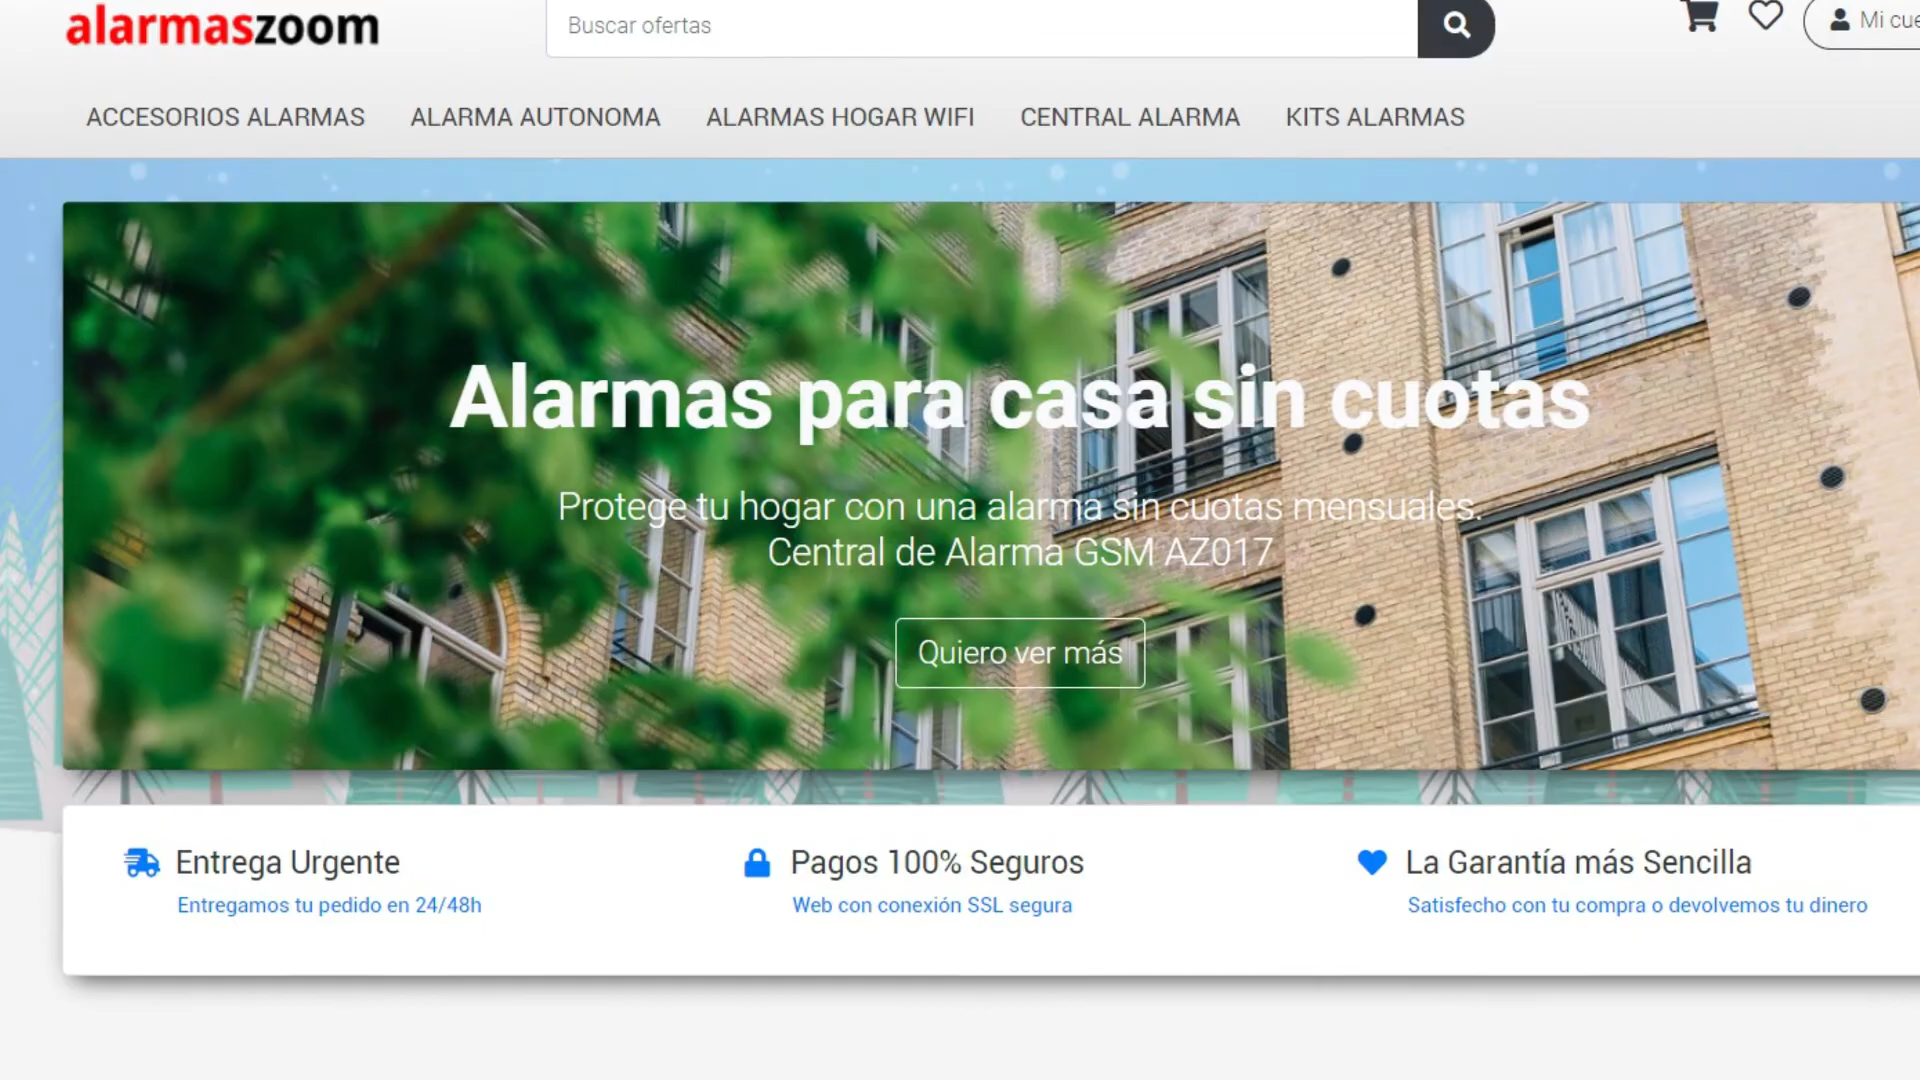 alarmaszoom
Buscar ofertas
Mi cue
ACCESORIOS ALARMAS ALARMA AUTONOMA ALARMAS HOGAR WIFI CENTRAL ALARMA KITS ALARMAS
Alarmas para casa sin cuotas
Protege tu hogar con una alarma sin cuotas mensuales.
Central de Alarma GSM AZ017
Quiero ver más
Entrega Urgente
Entregamos tu pedido en 24/48h
Pagos 100% Seguros
Web con conexión SSL segura
La Garantía más Sencilla
Satisfecho con tu compra o devolvemos tu dinero